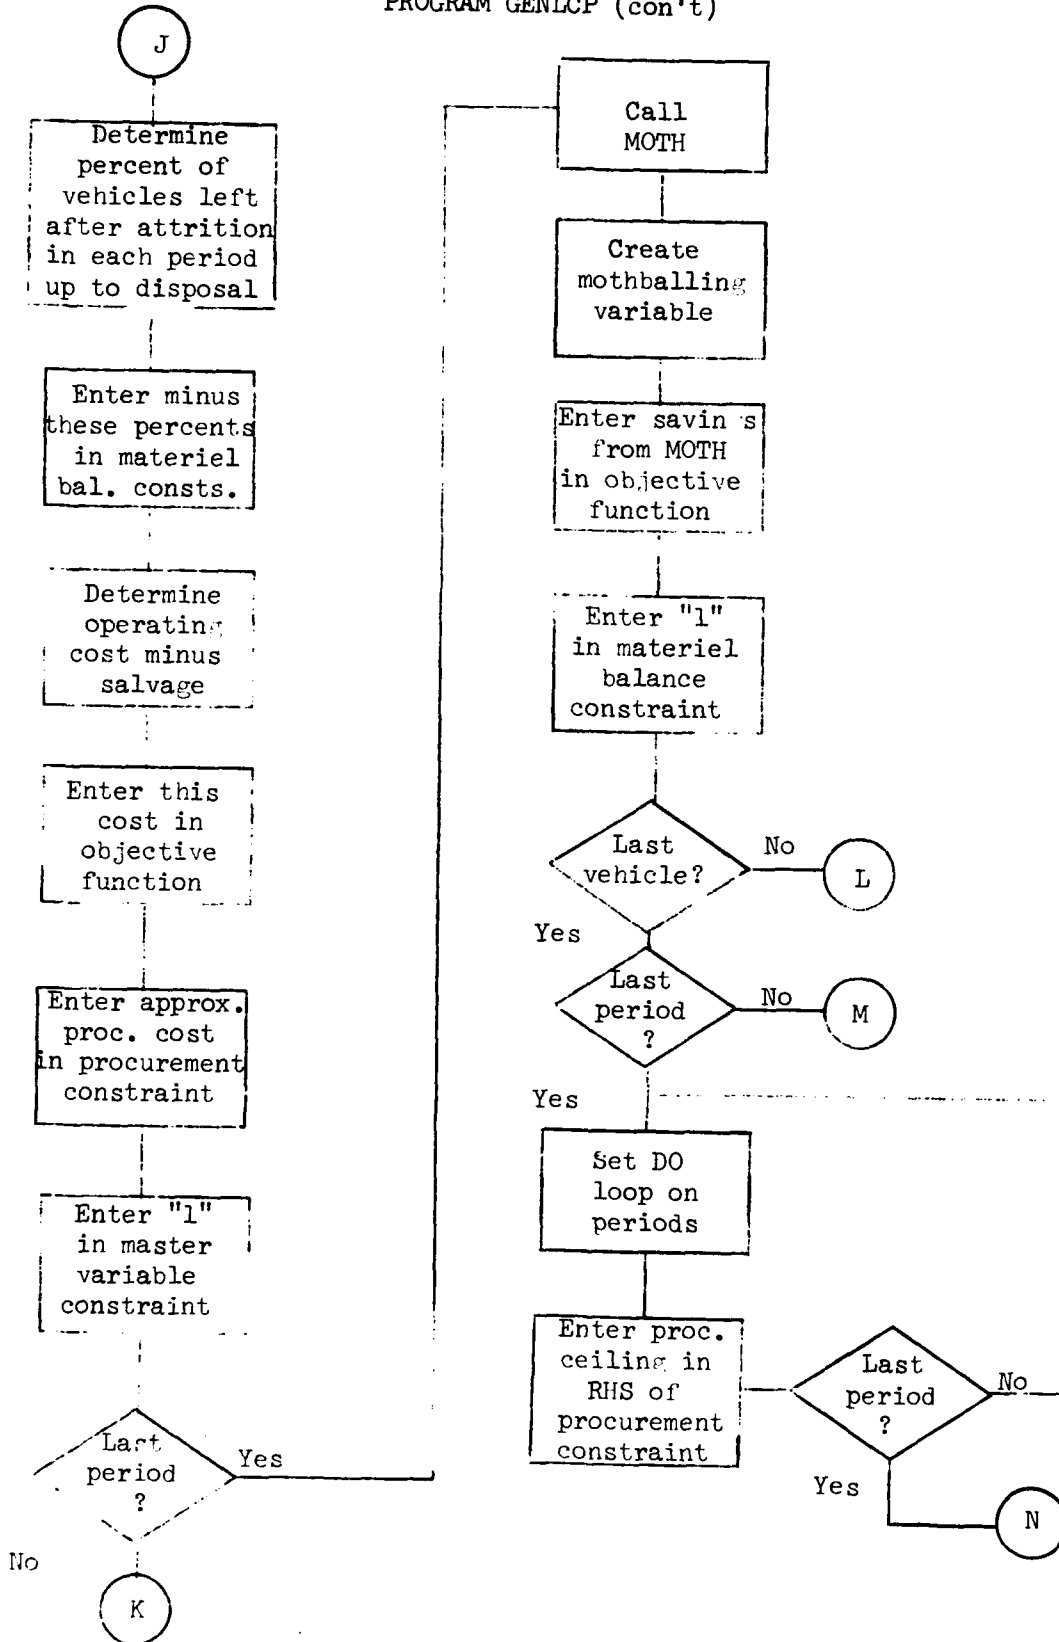 PROGRAM GENLCP (con't)
J
Determine
percent of
vehicles left
after attrition
in each period
up to disposal
Enter minus
these percents
in materiel
bal. consts.
Determine
operating
cost minus
salvage
Enter this
cost in
objective
function
Enter approx.
proc. cost
in procurement
constraint
Enter "1"
in master
variable
constraint
Last
period
?
Yes
No
K
Call
MOTH
Create
mothballing
variable
Enter savin s
from MOTH
in objective
function
Enter "1"
in materiel
balance
constraint
Last
vehicle?
No
L
Yes
Last
period
?
No
M
Yes
Set DO
loop on
periods
Enter proc.
ceiling in
RHS of
procurement
constraint
Last
period
?
No
Yes
N